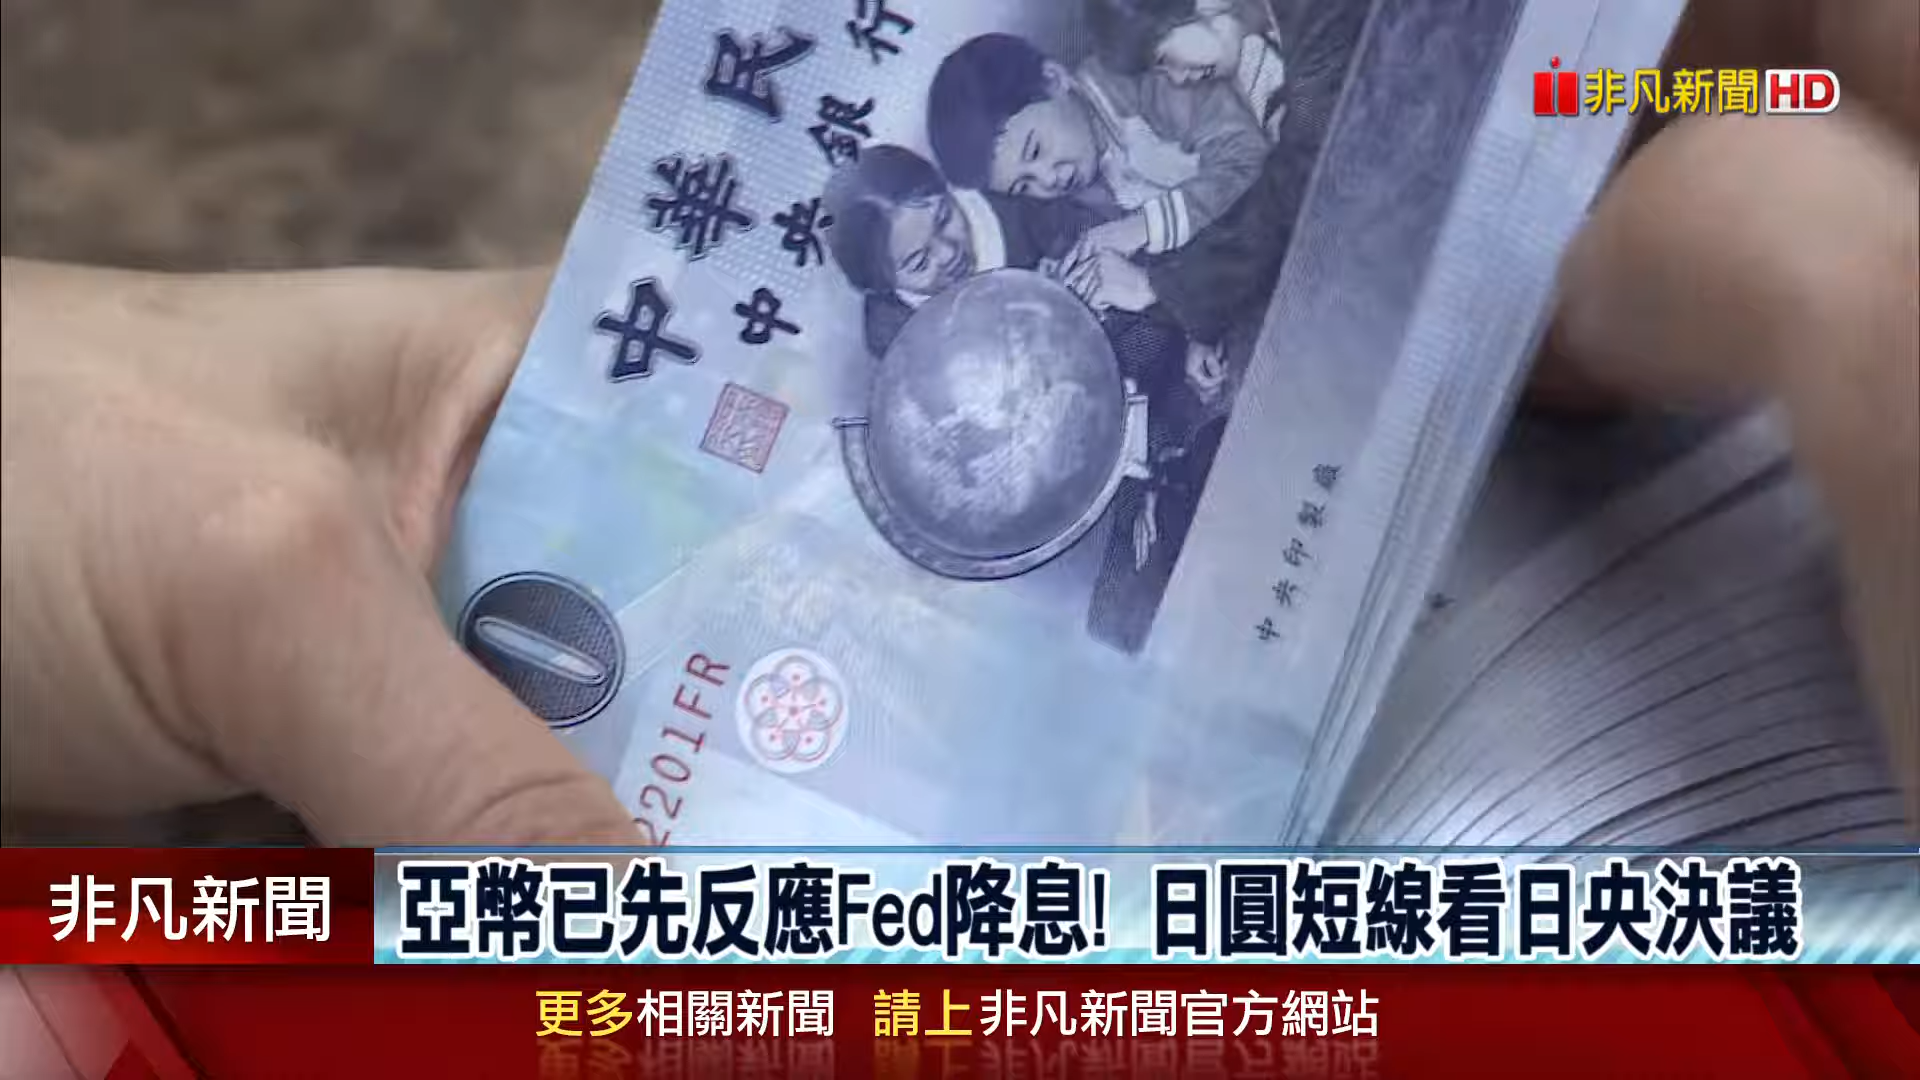 非凡新聞HD
中華民
中央銀行
中央印製廠
2201FR
非凡新聞
亞幣已先反應Fed降息! 日圓短線看日央決議
更多相關新聞 請上非凡新聞官方網站